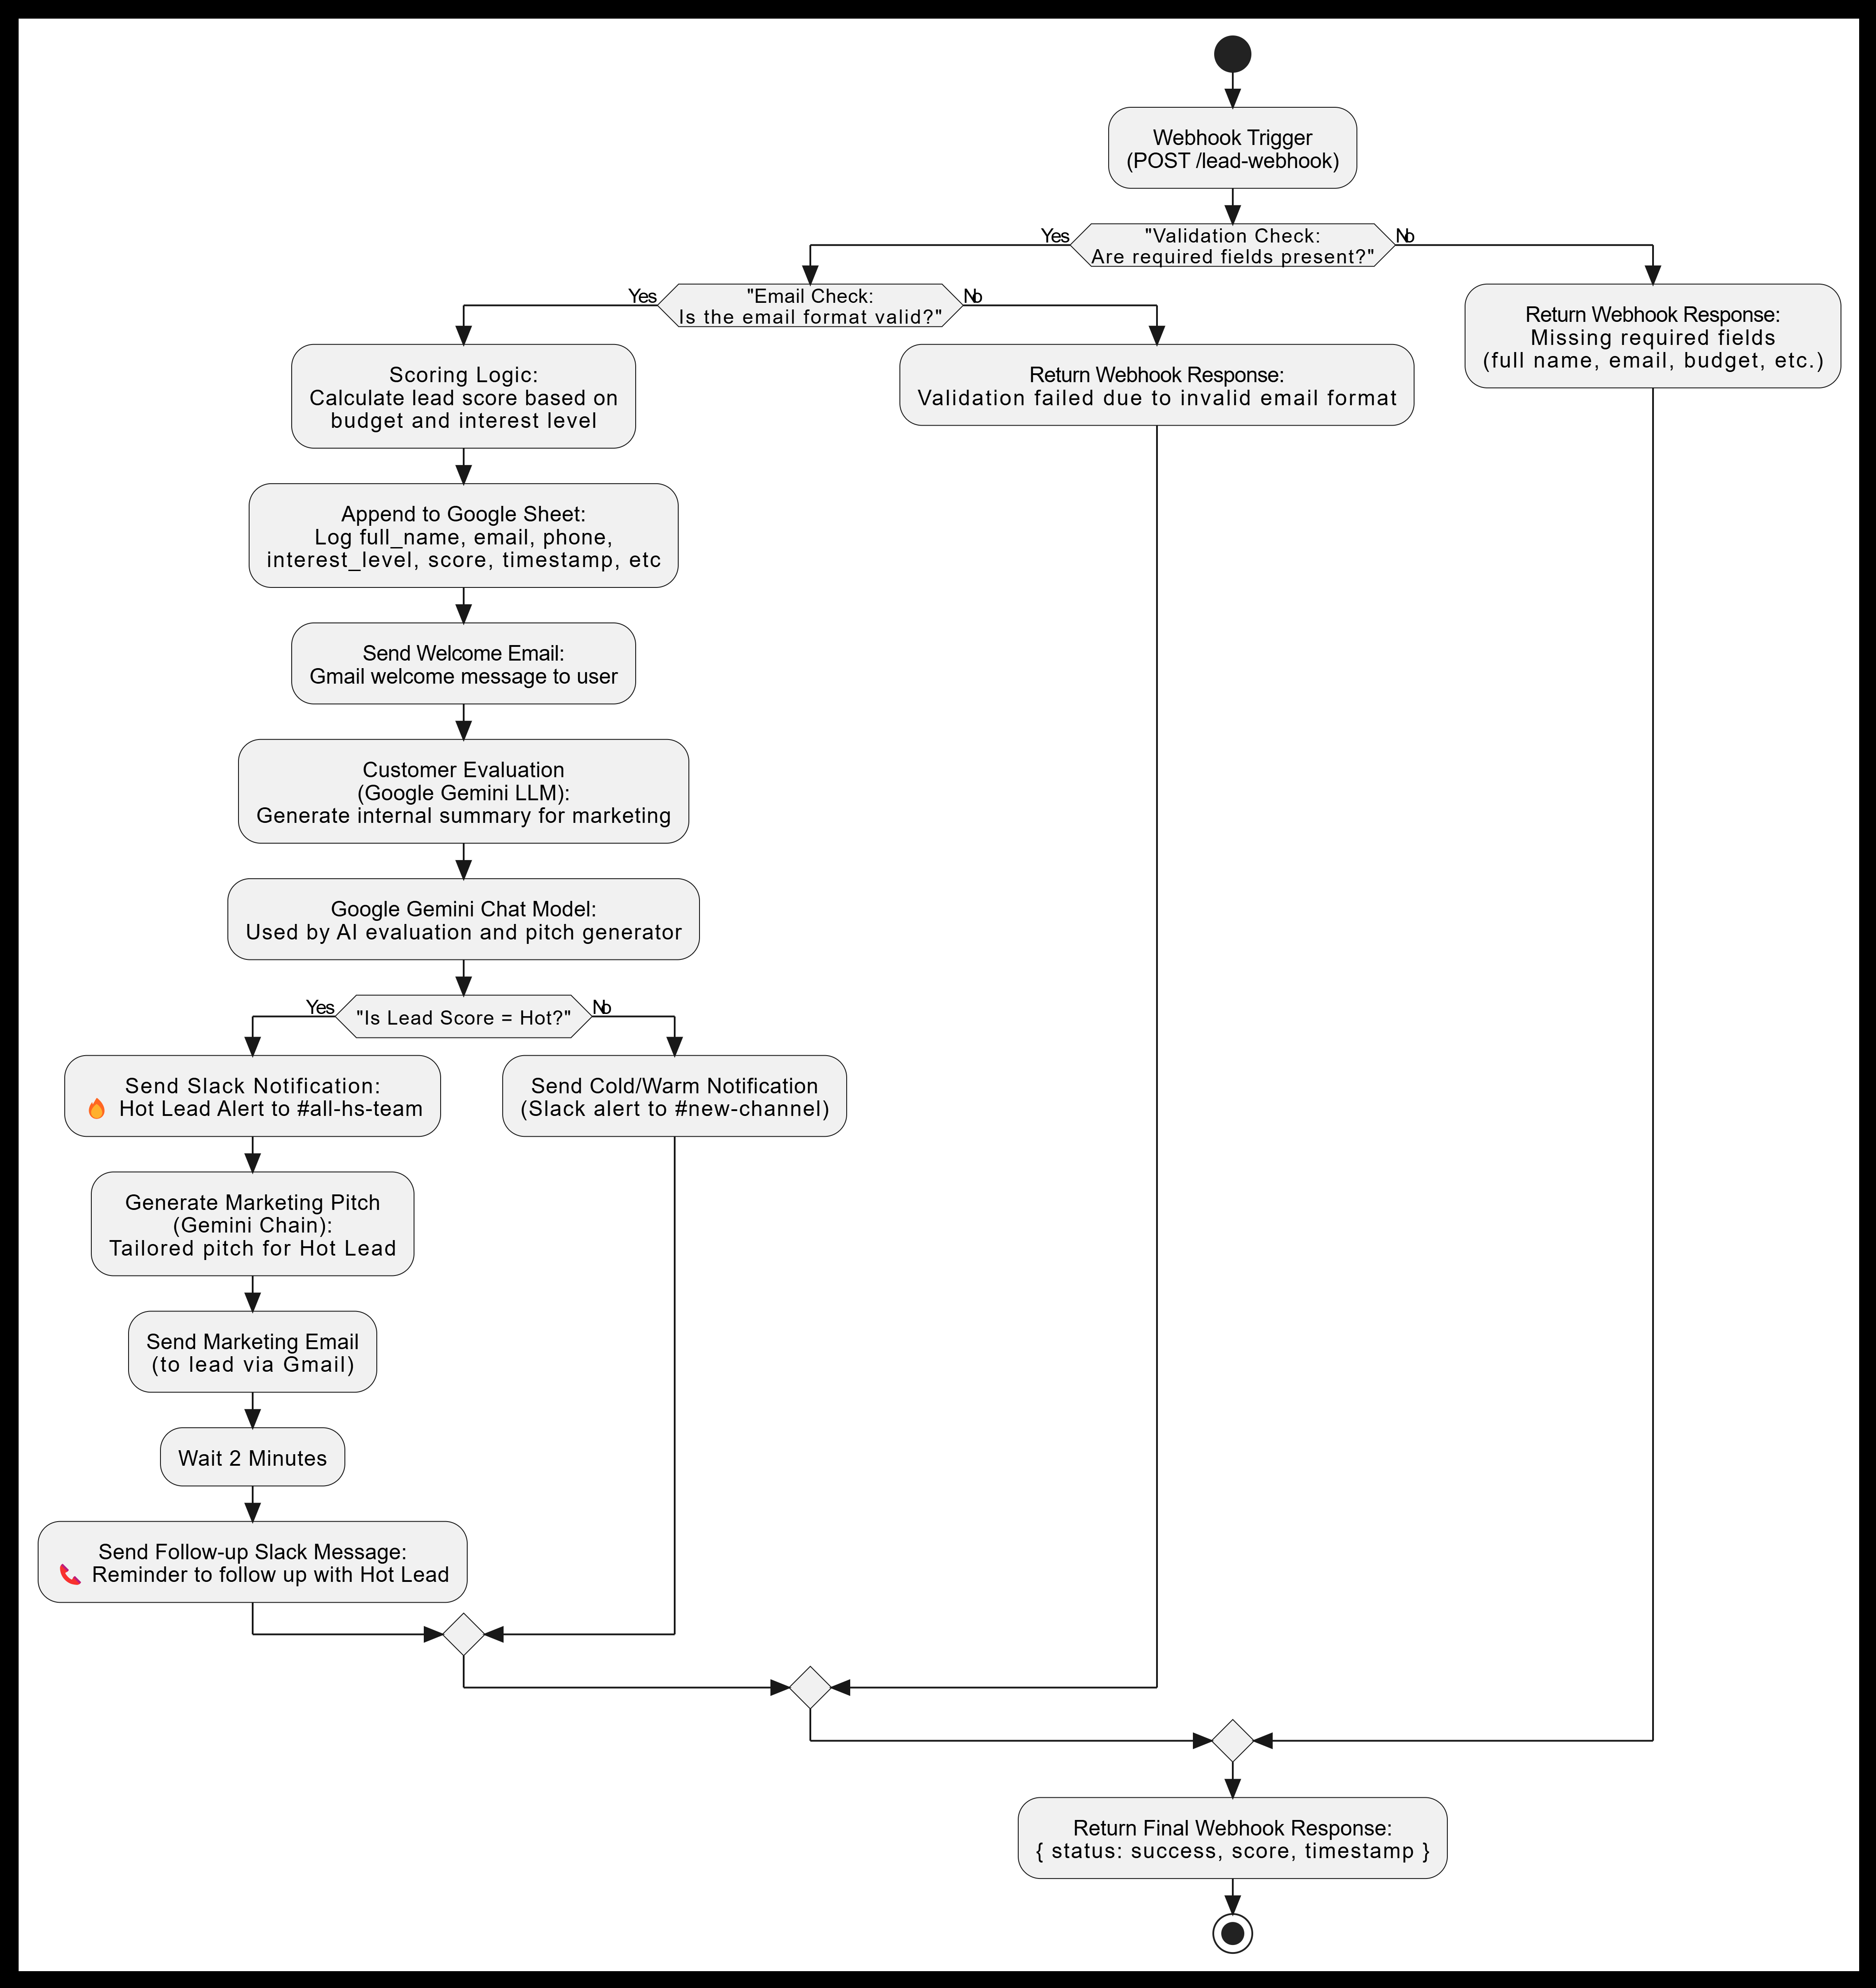 Webhook Trigger
(POST /lead-webhook)
"Validation Check:
Are required fields present?"
Yes
No
"Email Check:
Is the email format valid?"
Yes
No
Return Webhook Response:
Missing required fields
(full name, email, budget, etc.)
Scoring Logic:
Calculate lead score based on
budget and interest level
Return Webhook Response:
Validation failed due to invalid email format
Append to Google Sheet:
Log full_name, email, phone,
interest_level, score, timestamp, etc
Send Welcome Email:
Gmail welcome message to user
Customer Evaluation
(Google Gemini LLM):
Generate internal summary for marketing
Google Gemini Chat Model:
Used by AI evaluation and pitch generator
"Is Lead Score = Hot?"
Yes
No
Send Slack Notification:
🔥 Hot Lead Alert to #all-hs-team
Send Cold/Warm Notification
(Slack alert to #new-channel)
Generate Marketing Pitch
(Gemini Chain):
Tailored pitch for Hot Lead
Send Marketing Email
(to lead via Gmail)
Wait 2 Minutes
Send Follow-up Slack Message:
📞 Reminder to follow up with Hot Lead
Return Final Webhook Response:
{ status: success, score, timestamp }